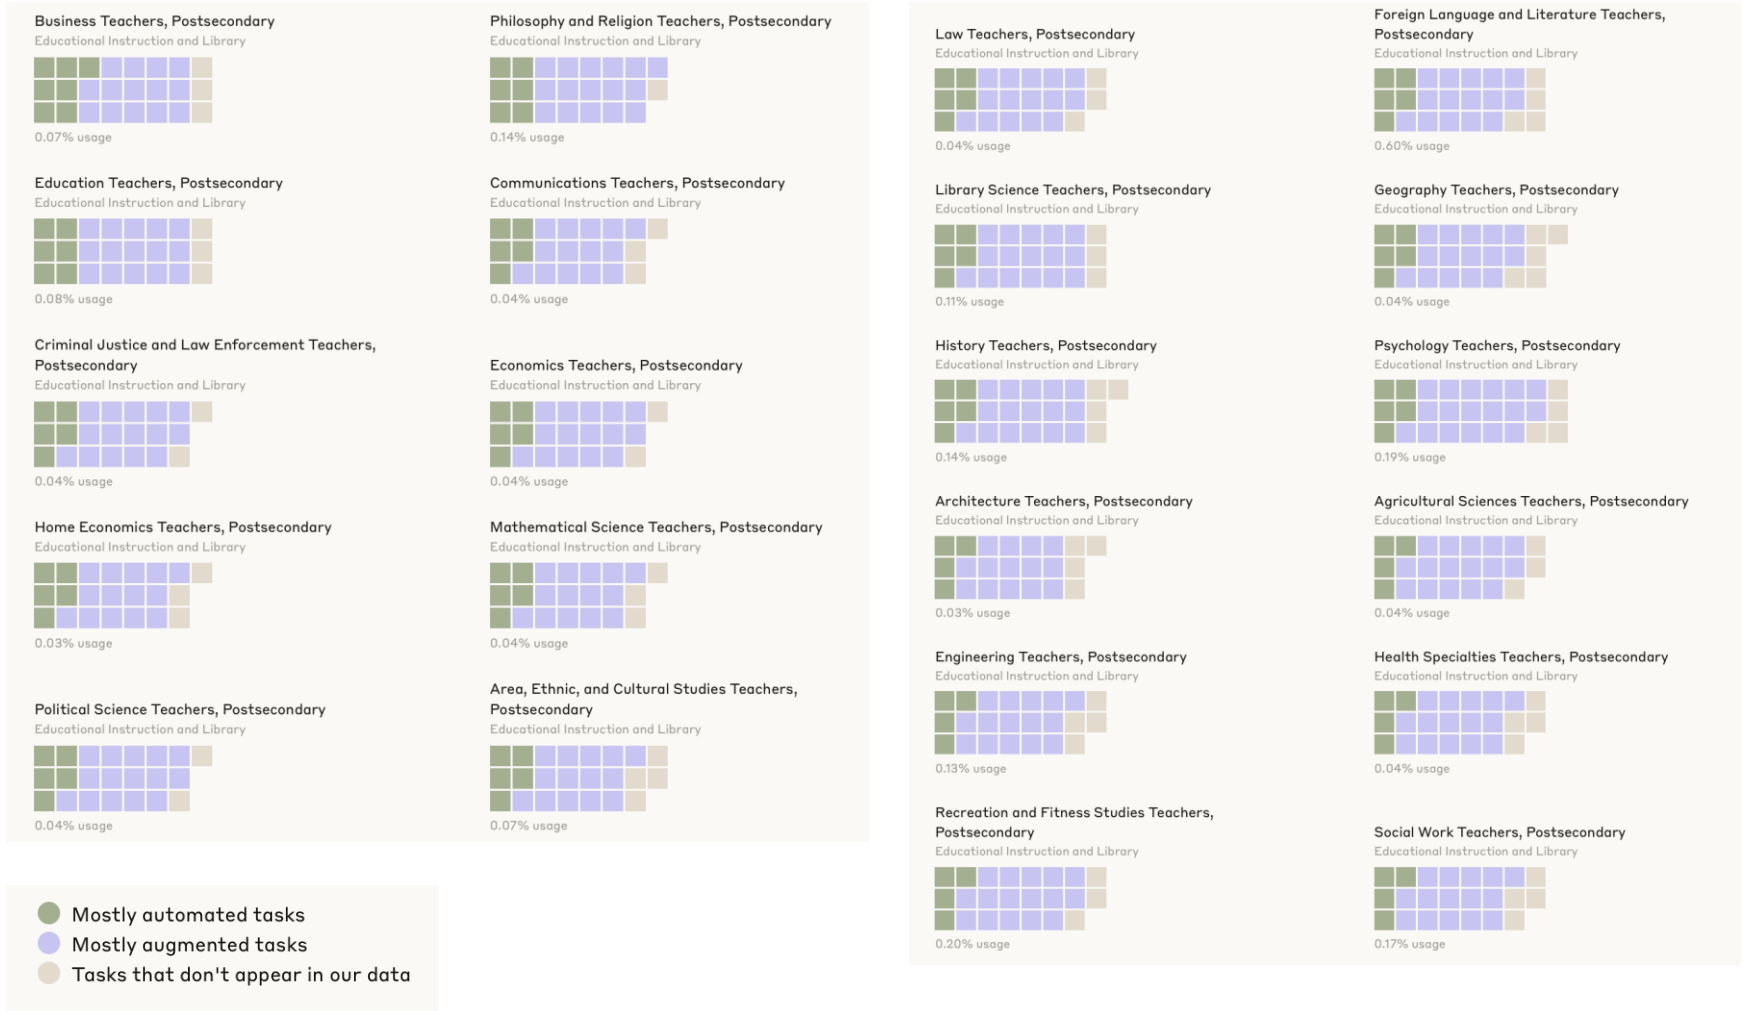 Business Teachers, Postsecondary
Educational Instruction and Library
0.07% usage
Philosophy and Religion Teachers, Postsecondary
Educational Instruction and Library
0.14% usage
Education Teachers, Postsecondary
Educational Instruction and Library
0.08% usage
Communications Teachers, Postsecondary
Educational Instruction and Library
0.04% usage
Criminal Justice and Law Enforcement Teachers,
Postsecondary
Educational Instruction and Library
0.04% usage
Economics Teachers, Postsecondary
Educational Instruction and Library
0.04% usage
Home Economics Teachers, Postsecondary
Educational Instruction and Library
0.03% usage
Mathematical Science Teachers, Postsecondary
Educational Instruction and Library
0.04% usage
Political Science Teachers, Postsecondary
Educational Instruction and Library
0.04% usage
Area, Ethnic, and Cultural Studies Teachers,
Postsecondary
Educational Instruction and Library
0.07% usage
Mostly automated tasks
Mostly augmented tasks
Tasks that don't appear in our data
Law Teachers, Postsecondary
Educational Instruction and Library
0.04% usage
Foreign Language and Literature Teachers,
Postsecondary
Educational Instruction and Library
0.60% usage
Library Science Teachers, Postsecondary
Educational Instruction and Library
0.11% usage
Geography Teachers, Postsecondary
Educational Instruction and Library
0.04% usage
History Teachers, Postsecondary
Educational Instruction and Library
0.14% usage
Psychology Teachers, Postsecondary
Educational Instruction and Library
0.19% usage
Architecture Teachers, Postsecondary
Educational Instruction and Library
0.03% usage
Agricultural Sciences Teachers, Postsecondary
Educational Instruction and Library
0.04% usage
Engineering Teachers, Postsecondary
Educational Instruction and Library
0.13% usage
Health Specialties Teachers, Postsecondary
Educational Instruction and Library
0.04% usage
Recreation and Fitness Studies Teachers,
Postsecondary
Educational Instruction and Library
0.20% usage
Social Work Teachers, Postsecondary
Educational Instruction and Library
0.17% usage